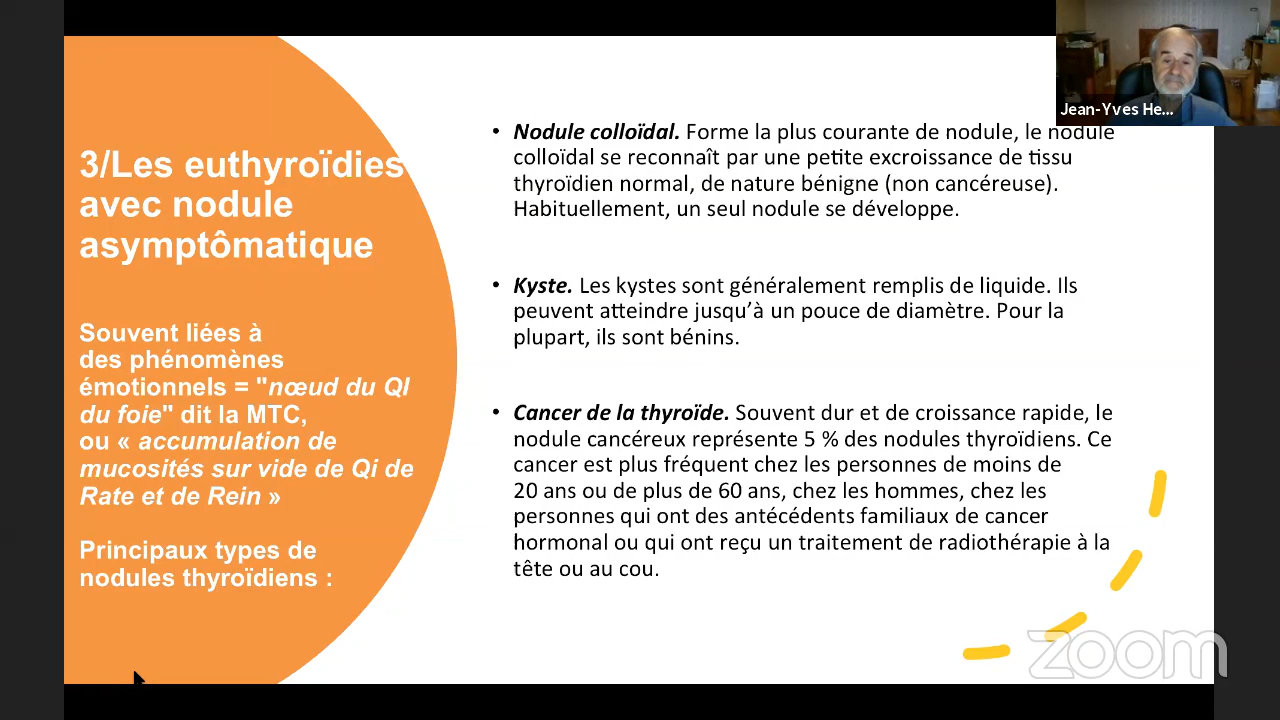 3/Les euthyroïdies
avec nodule
asymptômatique
Souvent liées à
des phénomènes
émotionnels = "nœud du QI
du foie" dit la MTC,
ou « accumulation de
mucosités sur vide de Qi de
Rate et de Rein »
Principaux types de
nodules thyroïdiens :
• Nodule colloïdal. Forme la plus courante de nodule, le nodule
colloïdal se reconnaît par une petite excroissance de tissu
thyroïdien normal, de nature bénigne (non cancéreuse).
Habituellement, un seul nodule se développe.
• Kyste. Les kystes sont généralement remplis de liquide. Ils
peuvent atteindre jusqu’à un pouce de diamètre. Pour la
plupart, ils sont bénins.
• Cancer de la thyroïde. Souvent dur et de croissance rapide, le
nodule cancéreux représente 5 % des nodules thyroïdiens. Ce
cancer est plus fréquent chez les personnes de moins de
20 ans ou de plus de 60 ans, chez les hommes, chez les
personnes qui ont des antécédents familiaux de cancer
hormonal ou qui ont reçu un traitement de radiothérapie à la
tête ou au cou.
Jean-Yves He...
zoom